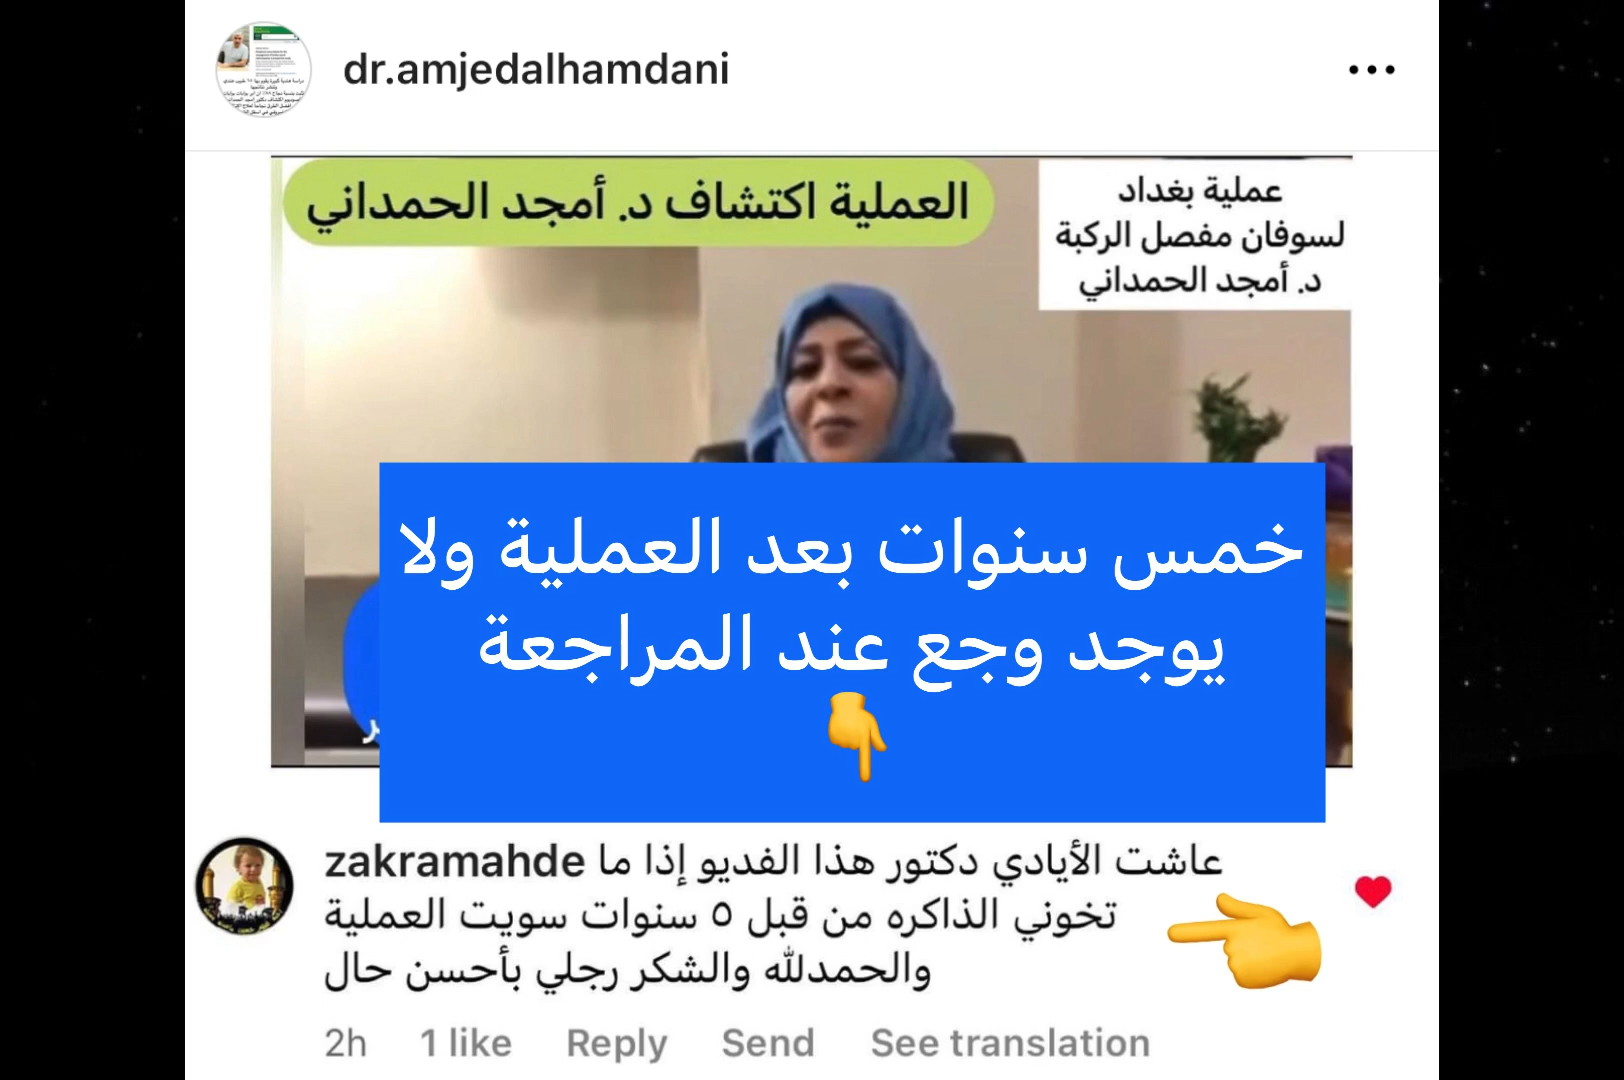 dr.amjedalhamdani
العملية اكتشاف د. أمجد الحمداني
عملية بغداد
لسوفان مفصل الركبة
د. أمجد الحمداني
خمس سنوات بعد العملية ولا
يوجد وجع عند المراجعة
👇
zakramahde عاشت الأيادي دكتور هذا الفديو إذا ما
تخوني الذاكره من قبل ٥ سنوات سويت العملية
والحمدلله والشكر رجلي بأحسن حال
2h 1 like Reply Send See translation